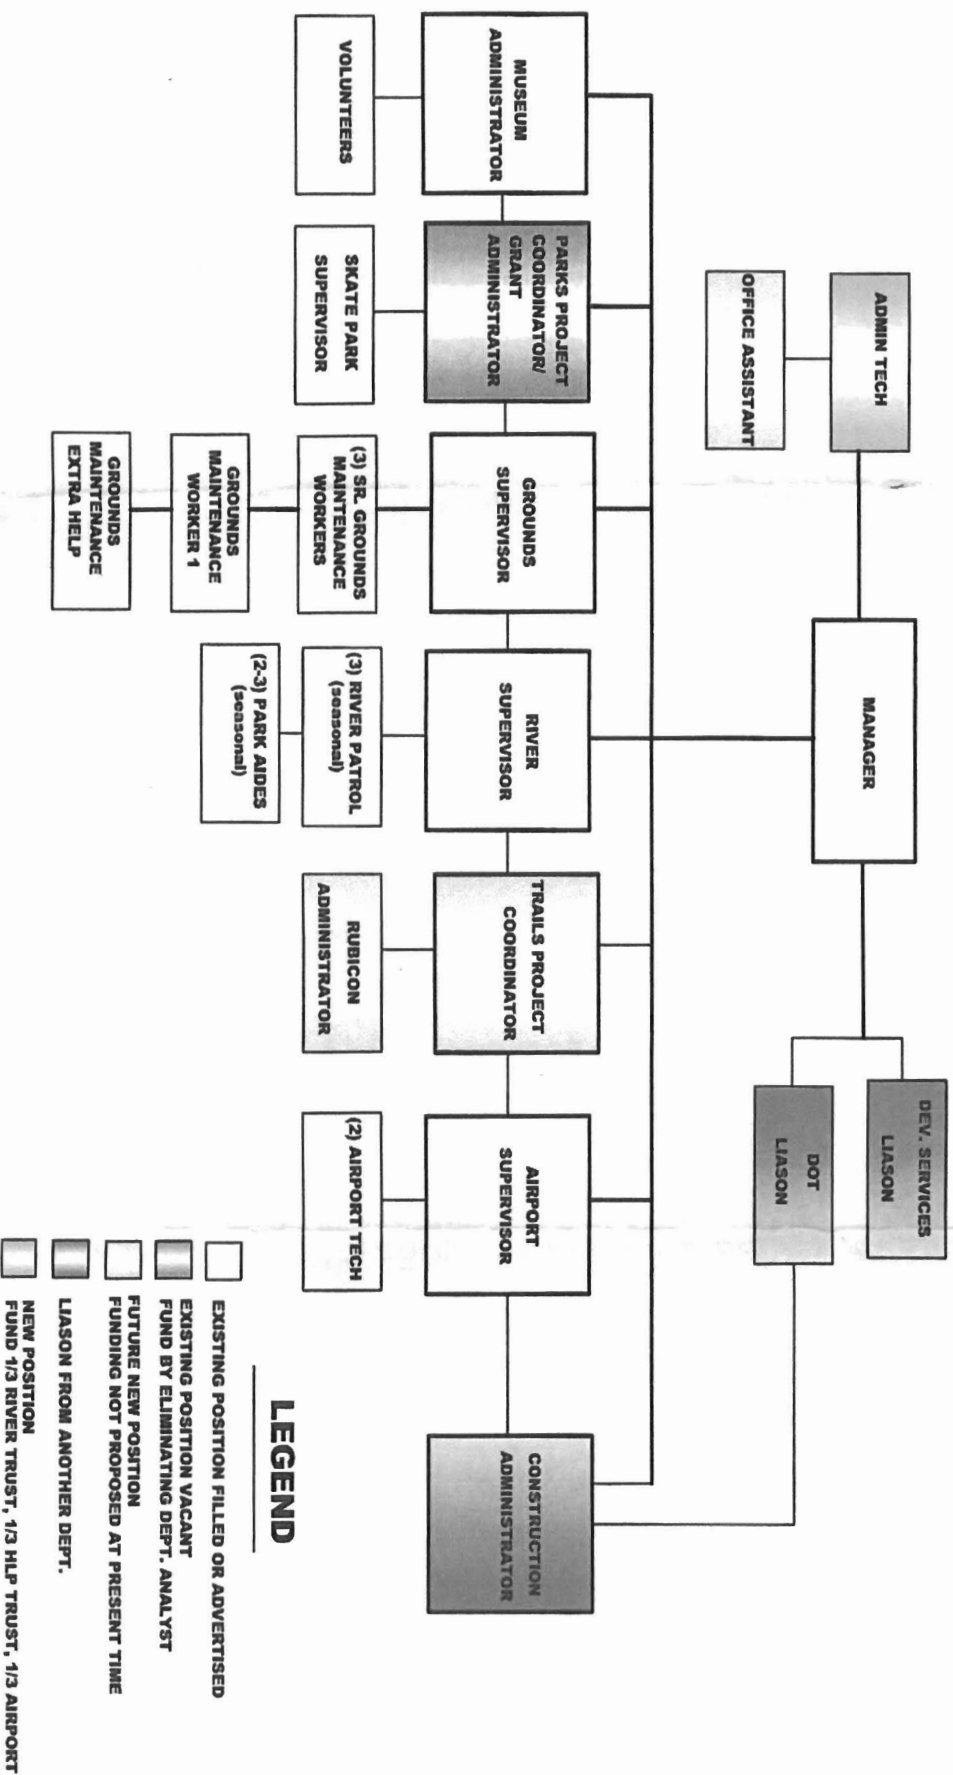 MANAGER
ADMIN TECH
OFFICE ASSISTANT
DEV. SERVICES
LIASON
DOT
LIASON
MUSEUM
ADMINISTRATOR
PARKS PROJECT
COORDINATOR/
GRANT
ADMINISTRATOR
GROUNDS
SUPERVISOR
RIVER
SUPERVISOR
TRAILS PROJECT
COORDINATOR
AIRPORT
SUPERVISOR
CONSTRUCTION
ADMINISTRATOR
VOLUNTEERS
SKATE PARK
SUPERVISOR
(3) SR. GROUNDS
MAINTENANCE
WORKERS
(3) RIVER PATROL
(seasonal)
RUBICON
ADMINISTRATOR
(2) AIRPORT TECH
GROUNDS
MAINTENANCE
WORKER 1
(2-3) PARK AIDES
(seasonal)
GROUNDS
MAINTENANCE
EXTRA HELP
LEGEND
EXISTING POSITION FILLED OR ADVERTISED
EXISTING POSITION VACANT
FUND BY ELIMINATING DEPT. ANALYST
FUTURE NEW POSITION
FUNDING NOT PROPOSED AT PRESENT TIME
LIASON FROM ANOTHER DEPT.
NEW POSITION
FUND 1/3 RIVER TRUST, 1/3 HLP TRUST, 1/3 AIRPORT